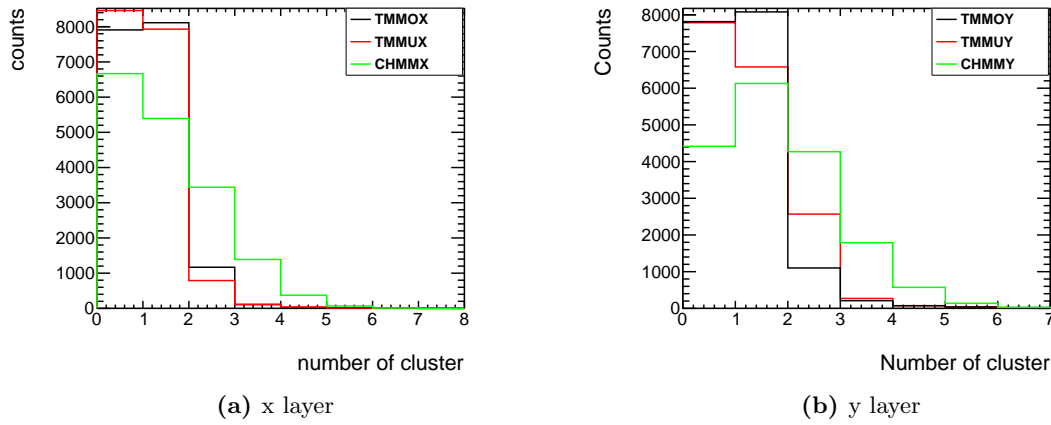 counts
8000
7000
6000
5000
4000
3000
2000
1000
0
0 1 2 3 4 5 6 7 8
number of cluster
TMMOX
TMMUX
CHMMX
(a) x layer
Counts
8000
7000
6000
5000
4000
3000
2000
1000
0
0 1 2 3 4 5 6 7
Number of cluster
TMMOY
TMMUY
CHMMY
(b) y layer